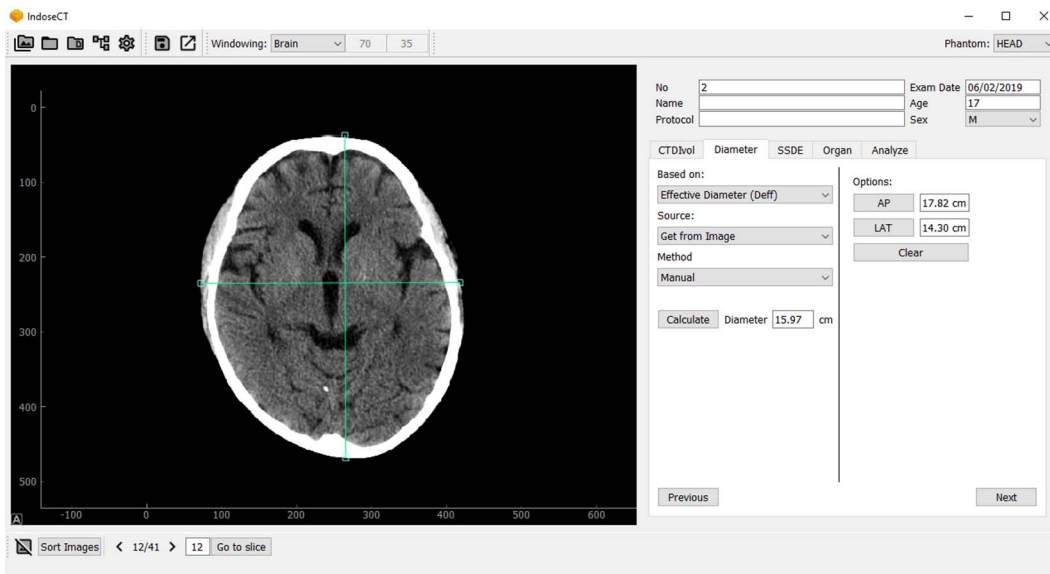 IndoseCT
Windowing: Brain 70 35 Phantom: HEAD
No 2 Exam Date 06/02/2019
Name Age 17
Protocol Sex M
CTDIvol Diameter SSDE Organ Analyze
Based on:
Effective Diameter (Deff)
Source:
Get from Image
Method
Manual
Calculate Diameter 15.97 cm
Options:
AP 17.82 cm
LAT 14.30 cm
Clear
Previous Next
0
100
200
300
400
500
-100 0 100 200 300 400 500 600
A
Sort Images 12/41 12 Go to slice